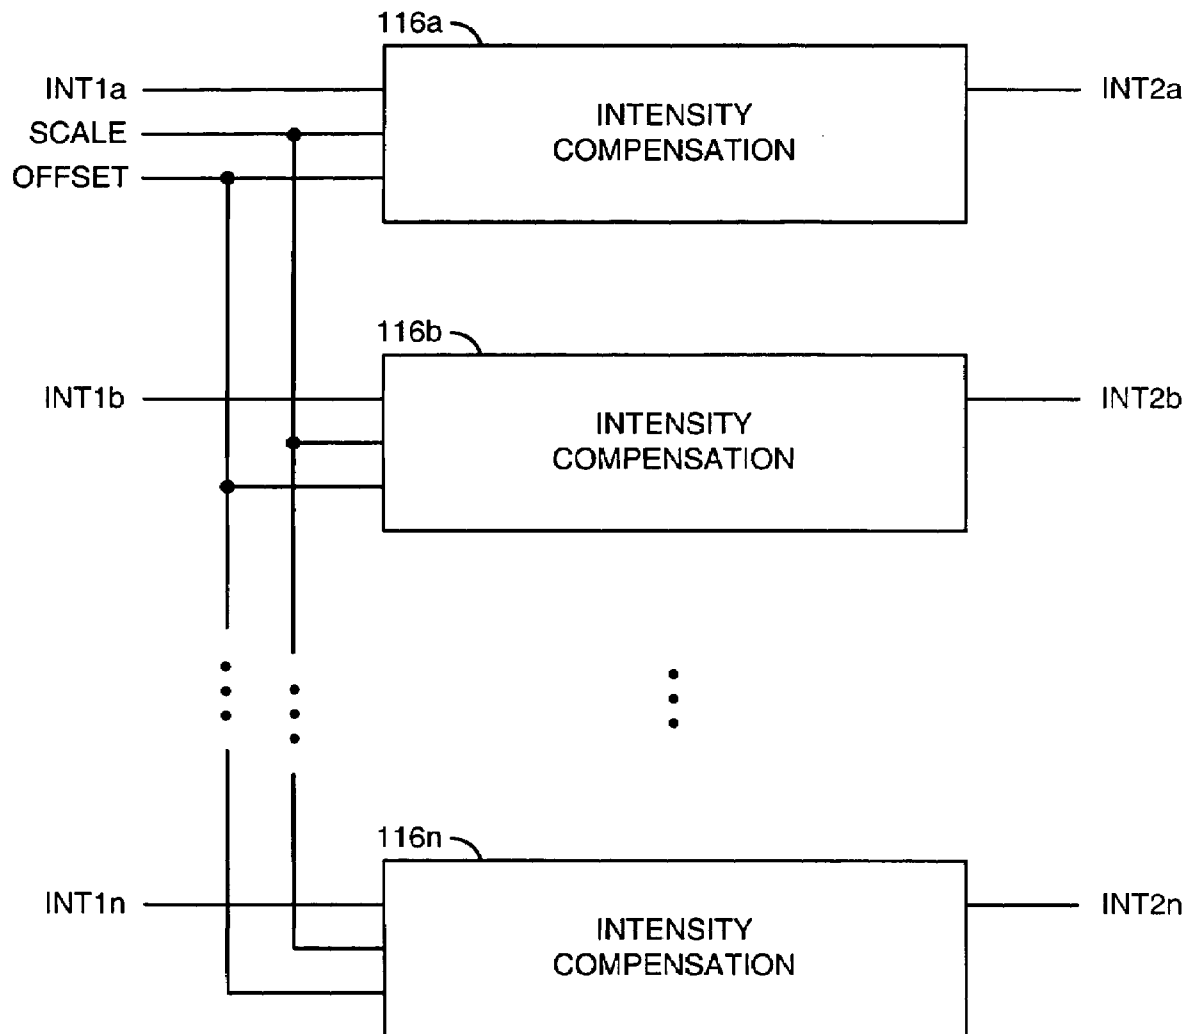 116a
INT1a
SCALE
OFFSET
INTENSITY
COMPENSATION
INT2a
116b
INT1b
INTENSITY
COMPENSATION
INT2b
116n
INT1n
INTENSITY
COMPENSATION
INT2n